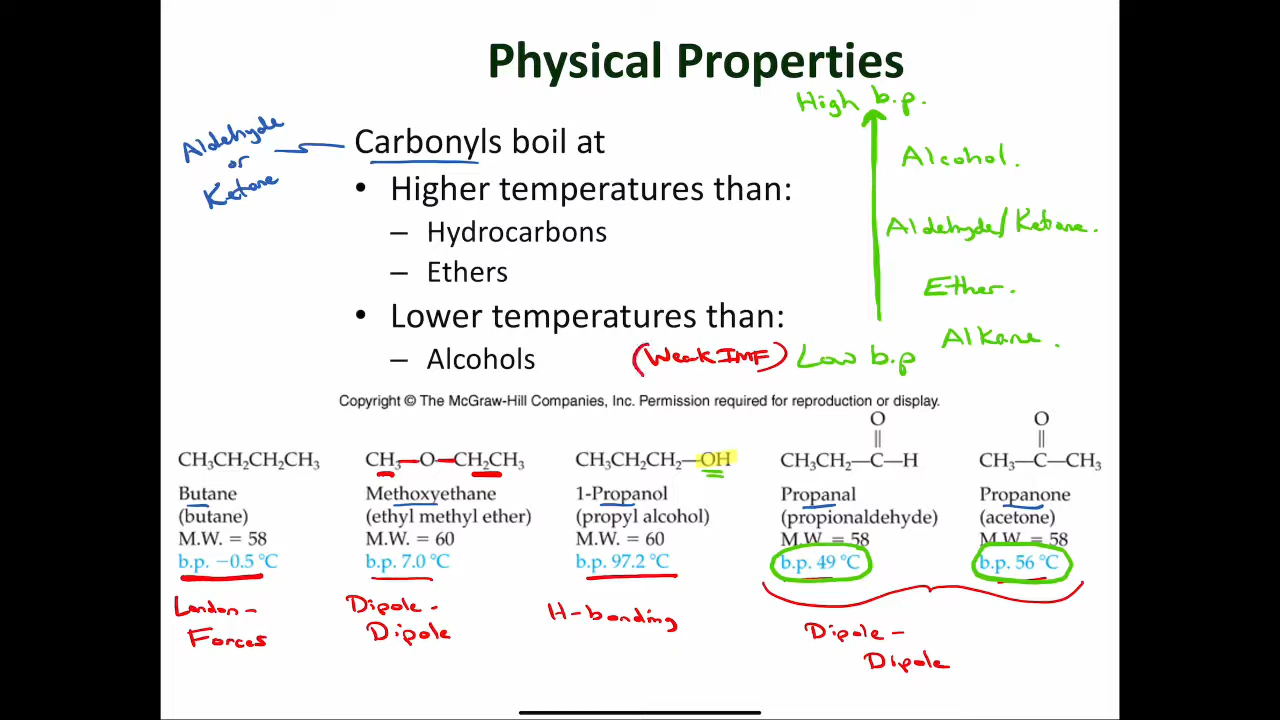 Physical Properties
High b.p.
Aldehyde
or
Ketone
Carbonyls boil at
Alcohol.
• Higher temperatures than:
– Hydrocarbons
Aldehyde/Ketone.
– Ethers
Ether.
• Lower temperatures than:
Alkane.
– Alcohols
(Weak IMF) Low b.p
Copyright © The McGraw-Hill Companies, Inc. Permission required for reproduction or display.
CH₃CH₂CH₂CH₃
Butane
(butane)
M.W. = 58
b.p. −0.5 °C
London-
Forces
CH₃—O—CH₂CH₃
Methoxyethane
(ethyl methyl ether)
M.W. = 60
b.p. 7.0 °C
Dipole-
Dipole
CH₃CH₂CH₂—OH
1-Propanol
(propyl alcohol)
M.W. = 60
b.p. 97.2 °C
H-bonding
O
CH₃CH₂—C—H
Propanal
(propionaldehyde)
M.W. = 58
b.p. 49 °C
O
CH₃—C—CH₃
Propanone
(acetone)
M.W. = 58
b.p. 56 °C
Dipole-
Dipole